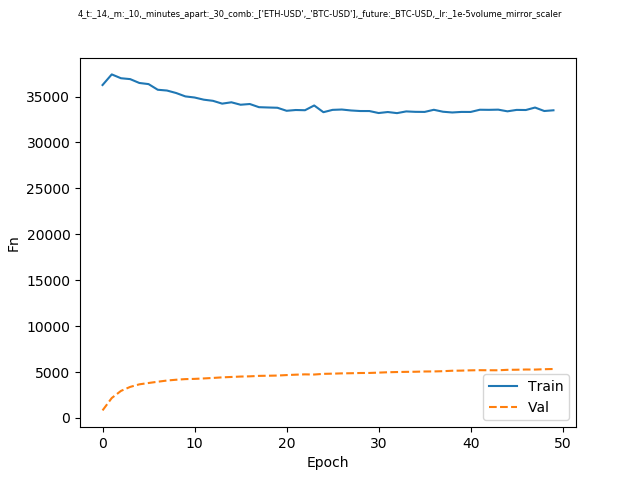 4_t:_14,_m:_10,_minutes_apart:_30_comb:_['ETH-USD',_'BTC-USD'],_future:_BTC-USD,_lr:_1e-5volume_mirror_scaler
35000
30000
25000
20000
15000
10000
5000
0
Fn
0 10 20 30 40 50
Epoch
Train
Val